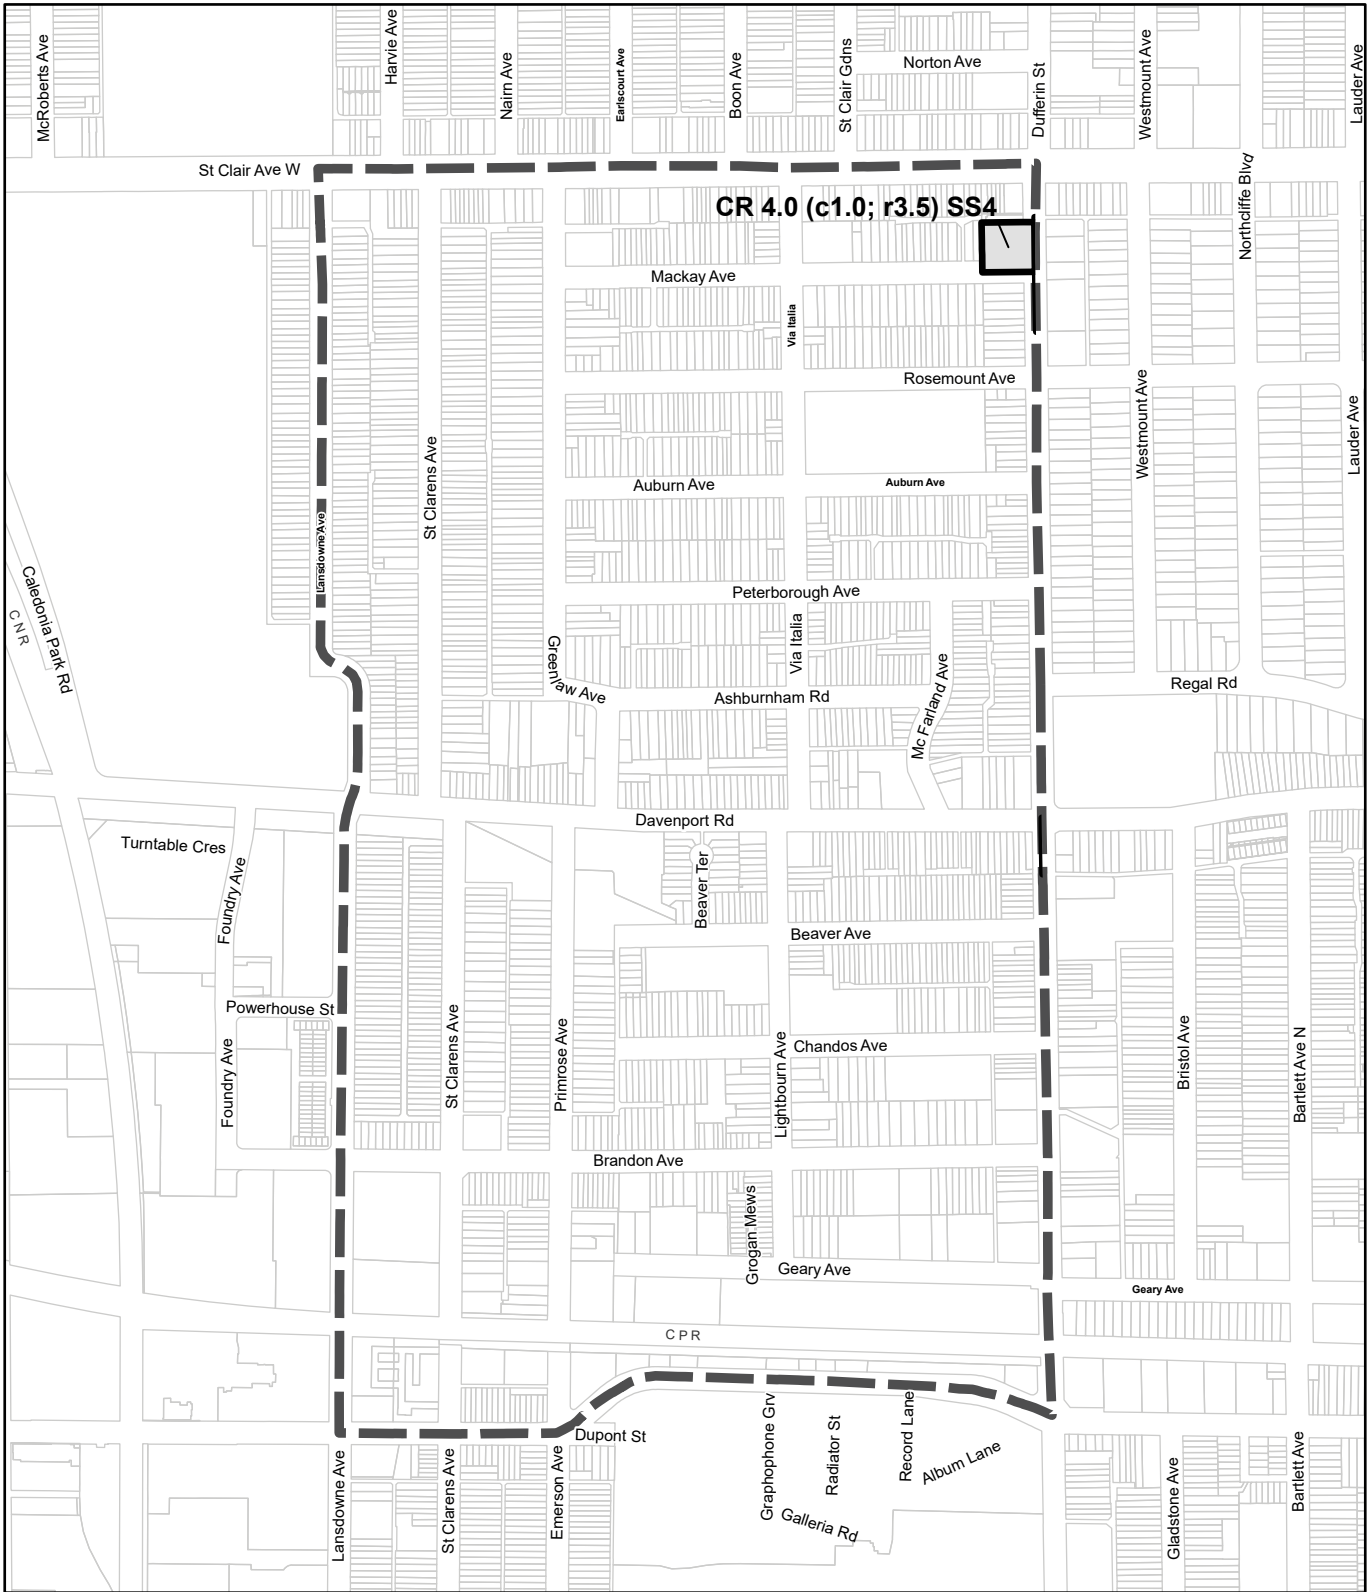 McRoberts Ave
Harvie Ave
Nairn Ave
Earlscourt Ave
Boon Ave
St Clair Gdns
Norton Ave
Dufferin St
Westmount Ave
Lauder Ave
St Clair Ave W
Northcliffe Blvd
CR 4.0 (c1.0; r3.5) SS4
Mackay Ave
Via Italia
Rosemount Ave
Westmount Ave
Lauder Ave
St Clarens Ave
Auburn Ave
Auburn Ave
Lansdowne Ave
Caledonia Park Rd
CNR
Peterborough Ave
Via Italia
Greenlaw Ave
Ashburnham Rd
Mc Farland Ave
Regal Rd
Davenport Rd
Turntable Cres
Foundry Ave
Beaver Ter
Beaver Ave
Powerhouse St
Foundry Ave
St Clarens Ave
Primrose Ave
Lightbourn Ave
Chandos Ave
Bristol Ave
Bartlett Ave N
Brandon Ave
Grogan Mews
Geary Ave
Geary Ave
CPR
Dupont St
Lansdowne Ave
St Clarens Ave
Emerson Ave
Graphophone Grv
Radiator St
Record Lane
Album Lane
Galleria Rd
Gladstone Ave
Bartlett Ave